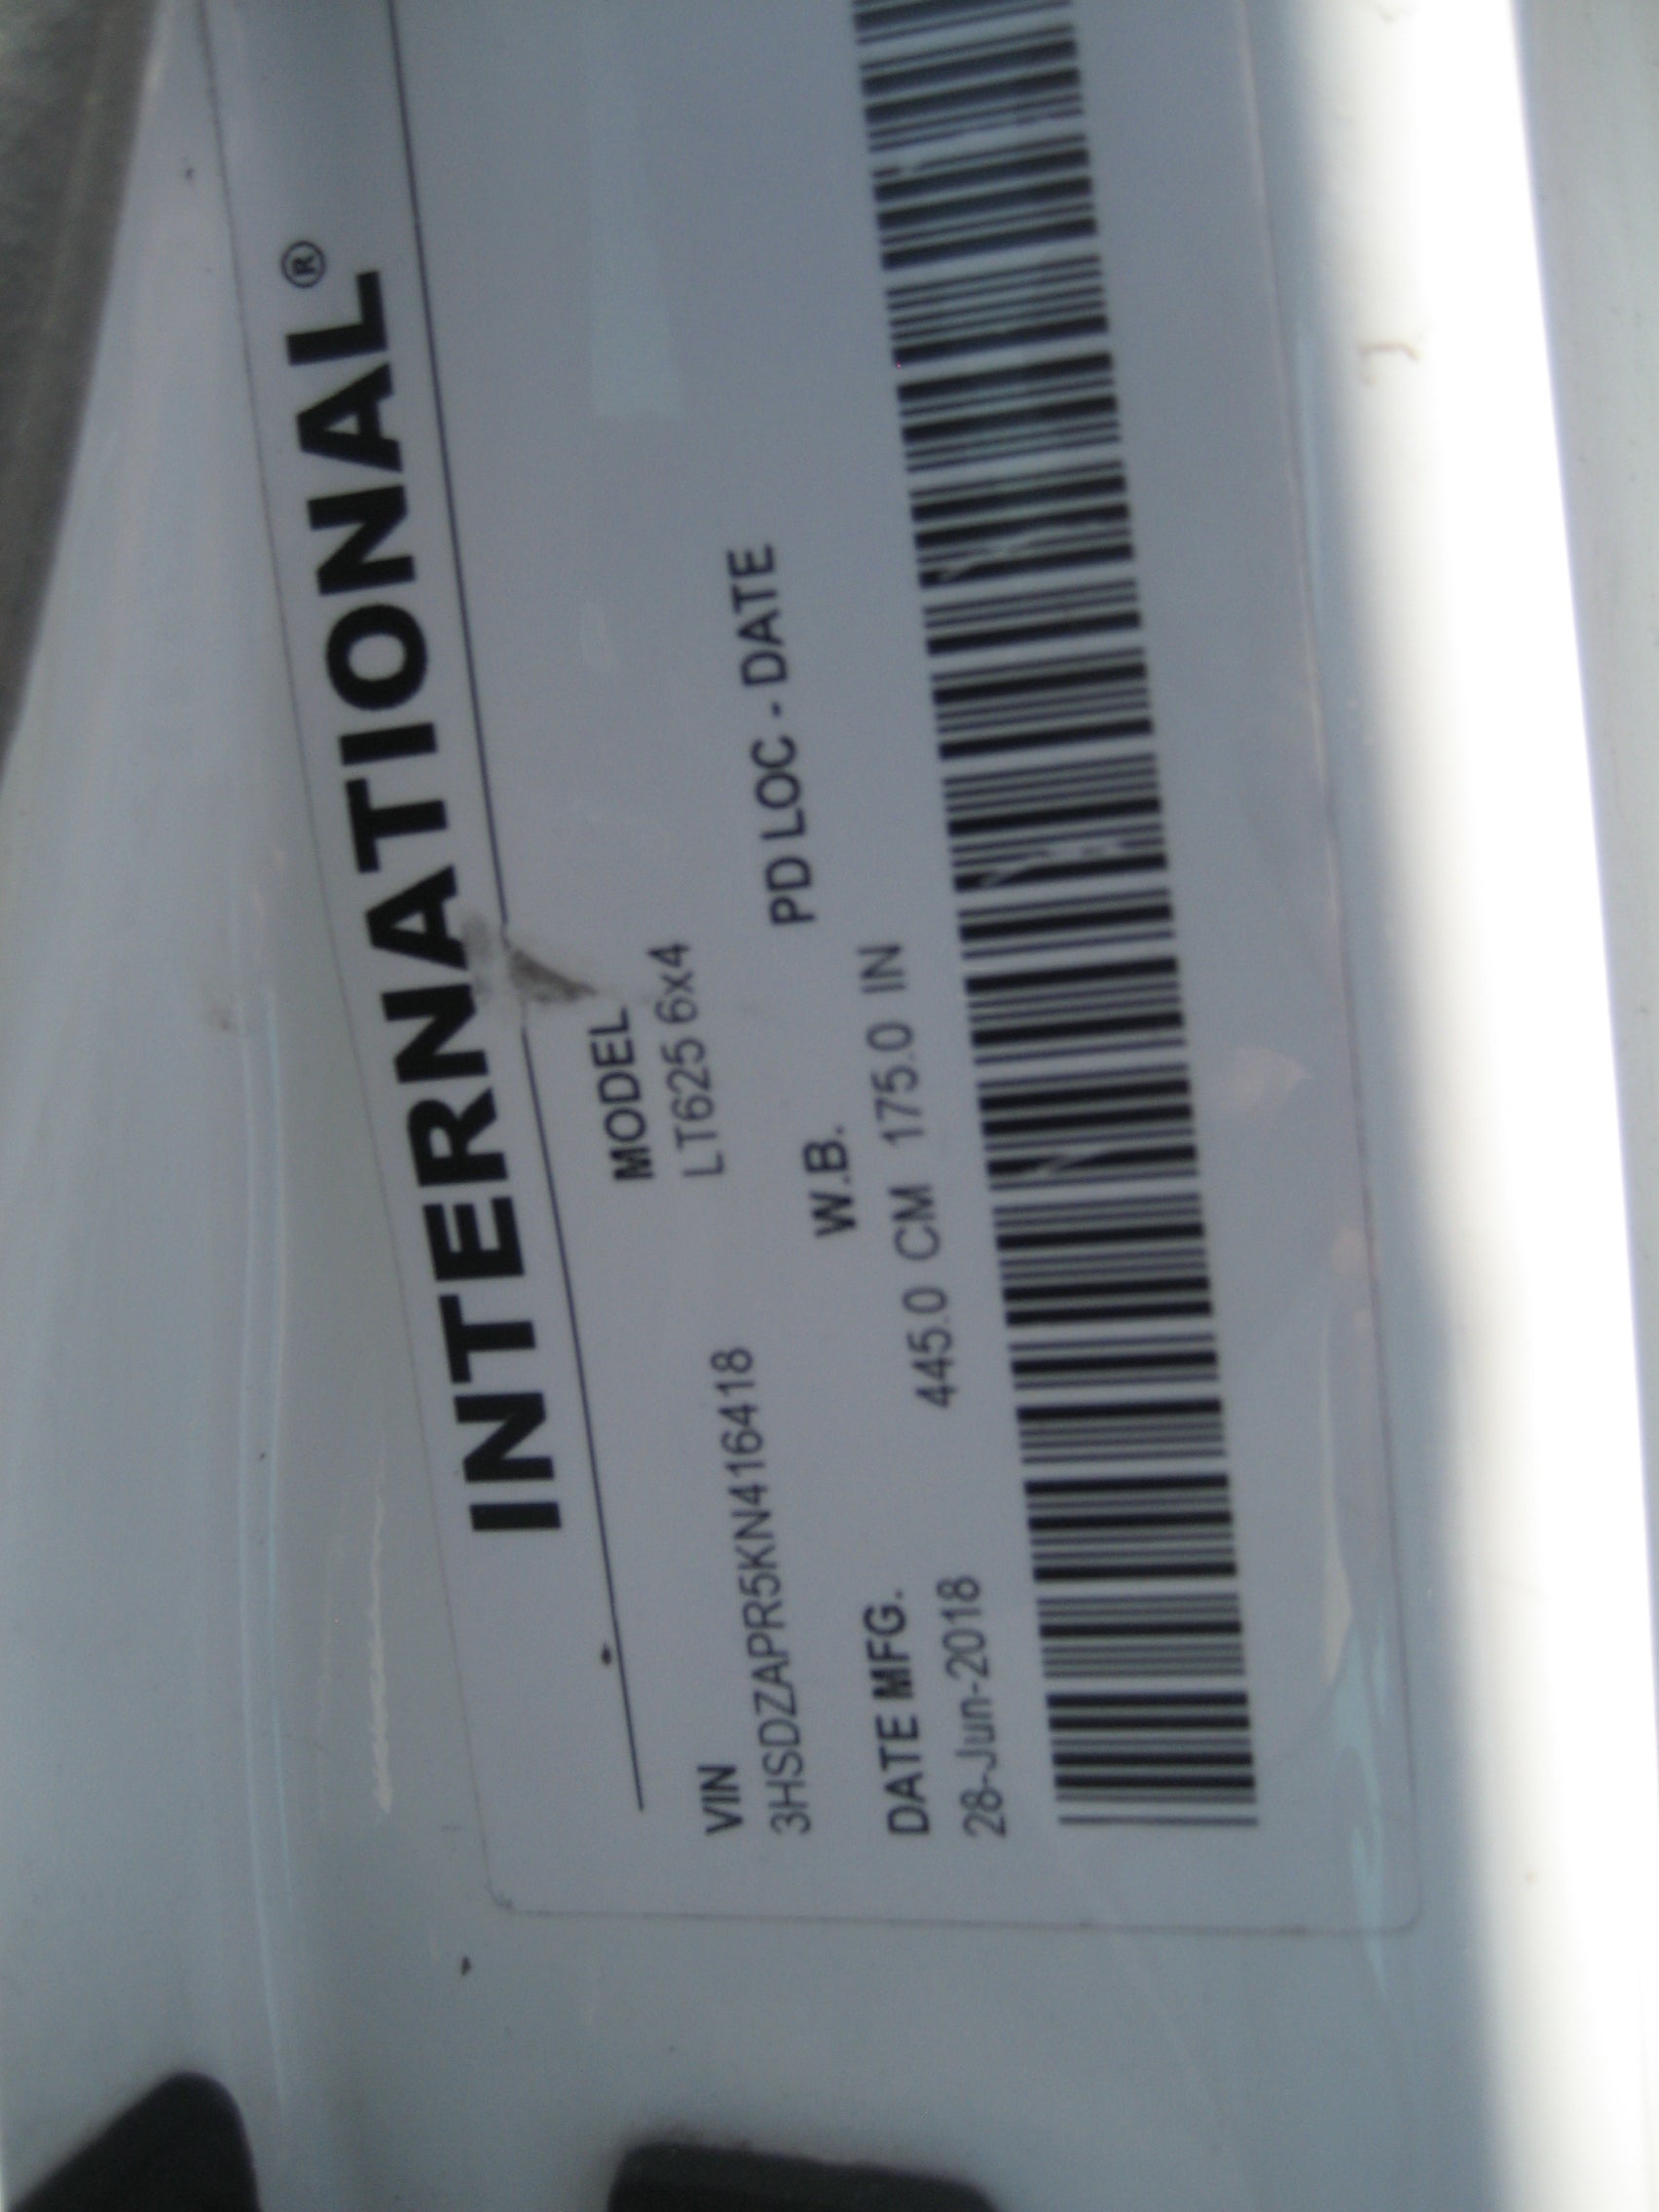 INTERNATIONAL®
VIN MODEL
3HSDZAPR5KN416418 LT625 6x4
DATE MFG. W.B. PD LOC - DATE
28-Jun-2018 445.0 CM 175.0 IN